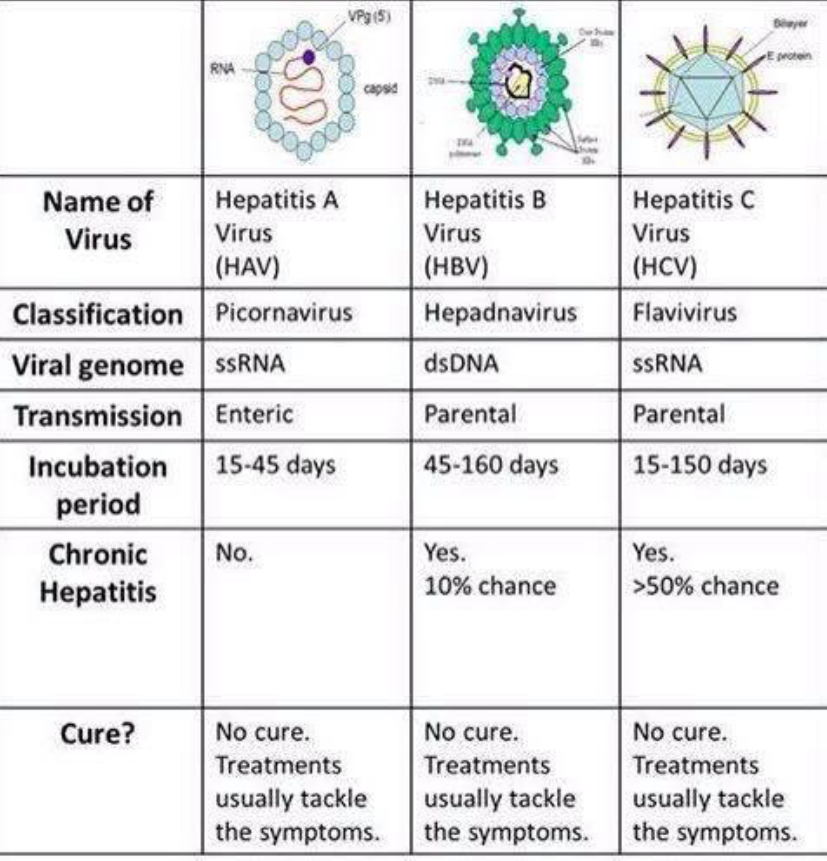 VPg (5')
RNA
capsid
Bilayer
E protein
Name of
Virus
Hepatitis A
Virus
(HAV)
Hepatitis B
Virus
(HBV)
Hepatitis C
Virus
(HCV)
Classification
Picornavirus
Hepadnavirus
Flavivirus
Viral genome
ssRNA
dsDNA
ssRNA
Transmission
Enteric
Parental
Parental
Incubation
period
15-45 days
45-160 days
15-150 days
Chronic
Hepatitis
No.
Yes.
10% chance
Yes.
>50% chance
Cure?
No cure.
Treatments
usually tackle
the symptoms.
No cure.
Treatments
usually tackle
the symptoms.
No cure.
Treatments
usually tackle
the symptoms.